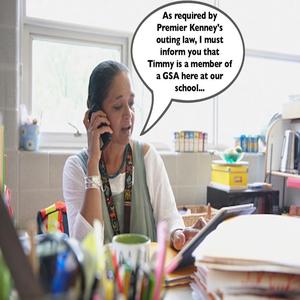 As required by
Premier Kenney's
outing law, I must
inform you that
Timmy is a member of
a GSA here at our
school...